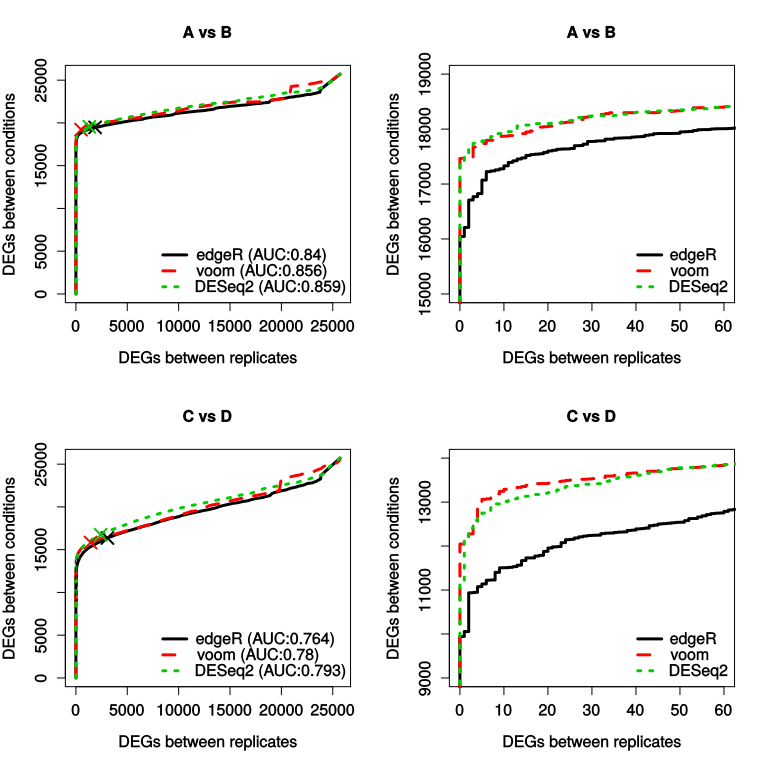 A vs B
DEGs between conditions
25000
15000
5000
0
edgeR (AUC:0.84)
voom (AUC:0.856)
DESeq2 (AUC:0.859)
0 5000 10000 15000 20000 25000
DEGs between replicates
A vs B
DEGs between conditions
19000
18000
17000
16000
15000
edgeR
voom
DESeq2
0 10 20 30 40 50 60
DEGs between replicates
C vs D
DEGs between conditions
25000
15000
5000
0
edgeR (AUC:0.764)
voom (AUC:0.78)
DESeq2 (AUC:0.793)
0 5000 10000 15000 20000 25000
DEGs between replicates
C vs D
DEGs between conditions
13000
11000
9000
edgeR
voom
DESeq2
0 10 20 30 40 50 60
DEGs between replicates